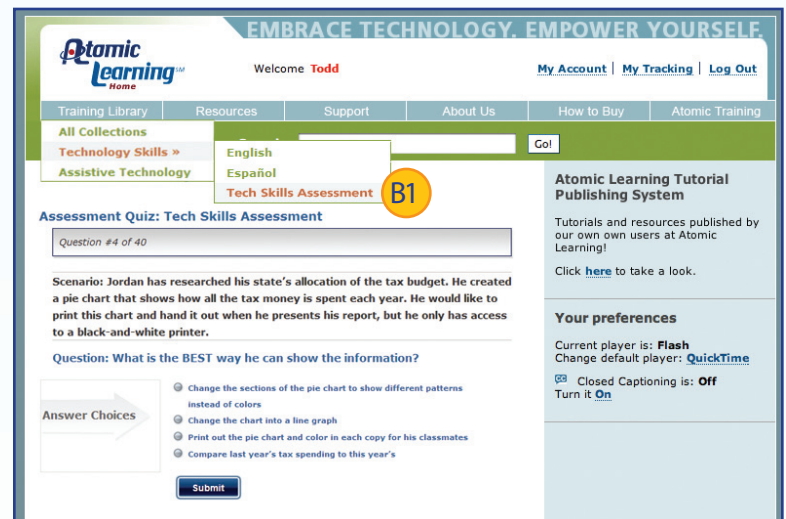 EMBRACE TECHNOLOGY. EMPOWER YOURSELF.
Atomic
Learning℠
Home
Welcome Todd
My Account | My Tracking | Log Out
Training Library Resources Support About Us How to Buy Atomic Training
All Collections
Technology Skills »
Assistive Technology
Go!
English
Español
Tech Skills Assessment
B1
Assessment Quiz: Tech Skills Assessment
Question #4 of 40
Scenario: Jordan has researched his state's allocation of the tax budget. He created
a pie chart that shows how all the tax money is spent each year. He would like to
print this chart and hand it out when he presents his report, but he only has access
to a black-and-white printer.
Question: What is the BEST way he can show the information?
Answer Choices
Change the sections of the pie chart to show different patterns
instead of colors
Change the chart into a line graph
Print out the pie chart and color in each copy for his classmates
Compare last year's tax spending to this year's
Submit
Atomic Learning Tutorial
Publishing System
Tutorials and resources published by
our own own users at Atomic
Learning!
Click here to take a look.
Your preferences
Current player is: Flash
Change default player: QuickTime
CC Closed Captioning is: Off
Turn it On